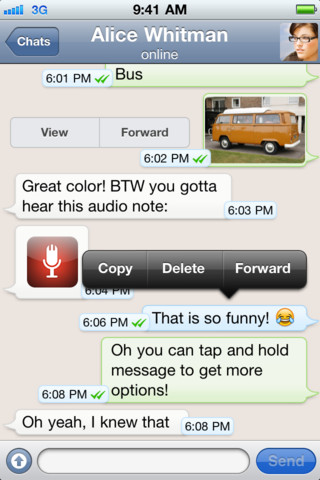 3G 9:41 AM
Chats
Alice Whitman
online
6:01 PM Bus
View Forward
6:02 PM
Great color! BTW you gotta
hear this audio note:
6:03 PM
Copy Delete Forward
6:04 PM
6:06 PM That is so funny! 😂
Oh you can tap and hold
message to get more
options!
6:08 PM
Oh yeah, I knew that 6:08 PM
Send